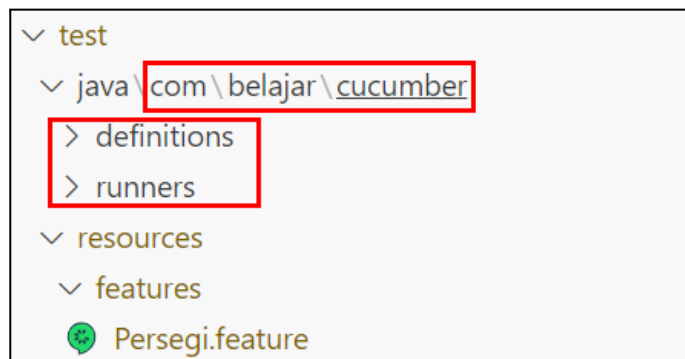 test
java\com\belajar\cucumber
definitions
runners
resources
features
Persegi.feature